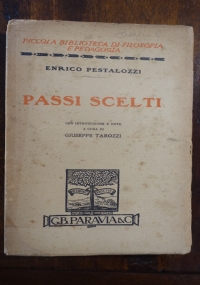 PICCOLA BIBLIOTECA DI FILOSOFIA
E PEDAGOGIA
ENRICO PESTALOZZI
PASSI SCELTI
CON INTRODUZIONE E NOTE
A CURA DI
GIUSEPPE TAROZZI
G.B. PARAVIA & C.